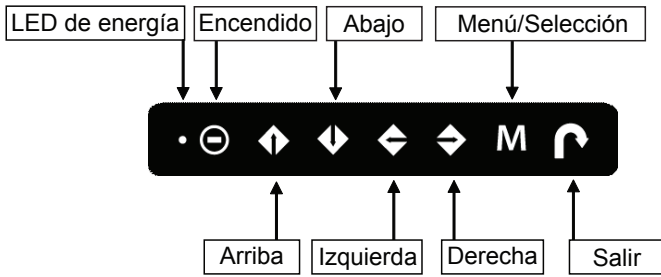 LED de energía
Encendido
Abajo
Menú/Selección
M
Arriba
Izquierda
Derecha
Salir